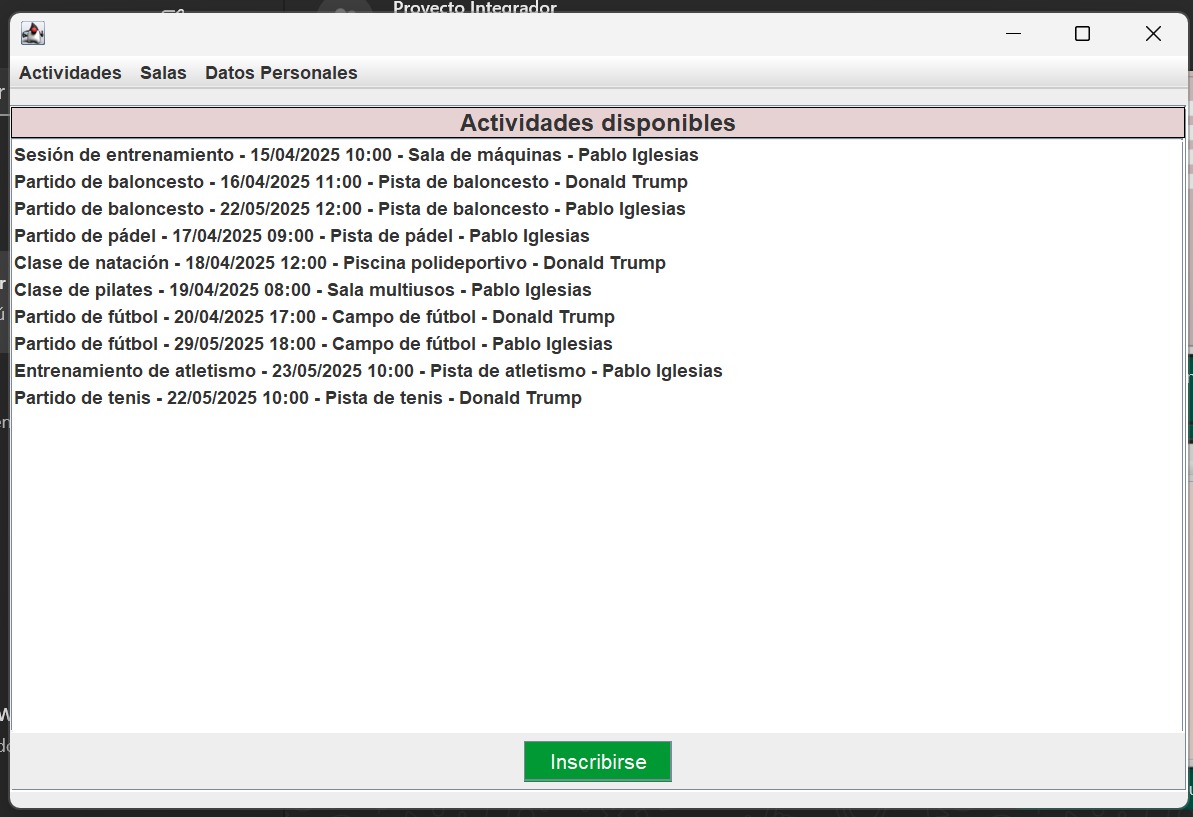 Proyecto Integrador
Actividades Salas Datos Personales
Actividades disponibles
Sesión de entrenamiento - 15/04/2025 10:00 - Sala de máquinas - Pablo Iglesias
Partido de baloncesto - 16/04/2025 11:00 - Pista de baloncesto - Donald Trump
Partido de baloncesto - 22/05/2025 12:00 - Pista de baloncesto - Pablo Iglesias
Partido de pádel - 17/04/2025 09:00 - Pista de pádel - Pablo Iglesias
Clase de natación - 18/04/2025 12:00 - Piscina polideportivo - Donald Trump
Clase de pilates - 19/04/2025 08:00 - Sala multiusos - Pablo Iglesias
Partido de fútbol - 20/04/2025 17:00 - Campo de fútbol - Donald Trump
Partido de fútbol - 29/05/2025 18:00 - Campo de fútbol - Pablo Iglesias
Entrenamiento de atletismo - 23/05/2025 10:00 - Pista de atletismo - Pablo Iglesias
Partido de tenis - 22/05/2025 10:00 - Pista de tenis - Donald Trump
Inscribirse